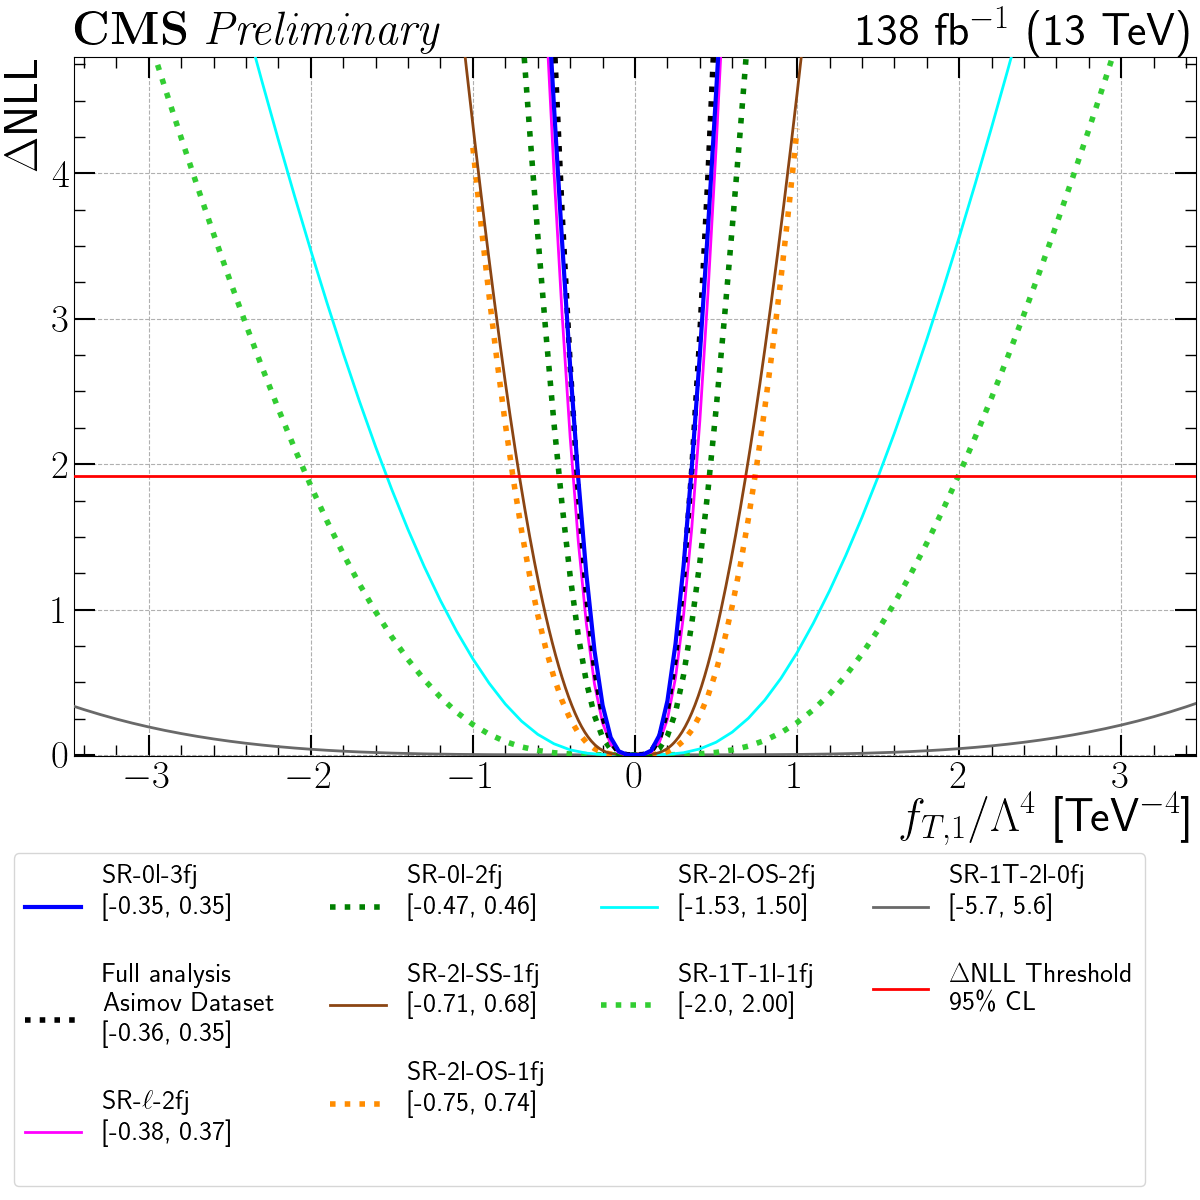 CMS Preliminary 138 fb⁻¹ (13 TeV)
ΔNLL
4
3
2
1
0
−3 −2 −1 0 1 2 3
f_{T,1}/Λ⁴ [TeV⁻⁴]
SR-0l-3fj
[-0.35, 0.35]
Full analysis
Asimov Dataset
[-0.36, 0.35]
SR-ℓ-2fj
[-0.38, 0.37]
SR-0l-2fj
[-0.47, 0.46]
SR-2l-SS-1fj
[-0.71, 0.68]
SR-2l-OS-1fj
[-0.75, 0.74]
SR-2l-OS-2fj
[-1.53, 1.50]
SR-1T-1l-1fj
[-2.0, 2.00]
SR-1T-2l-0fj
[-5.7, 5.6]
ΔNLL Threshold
95% CL